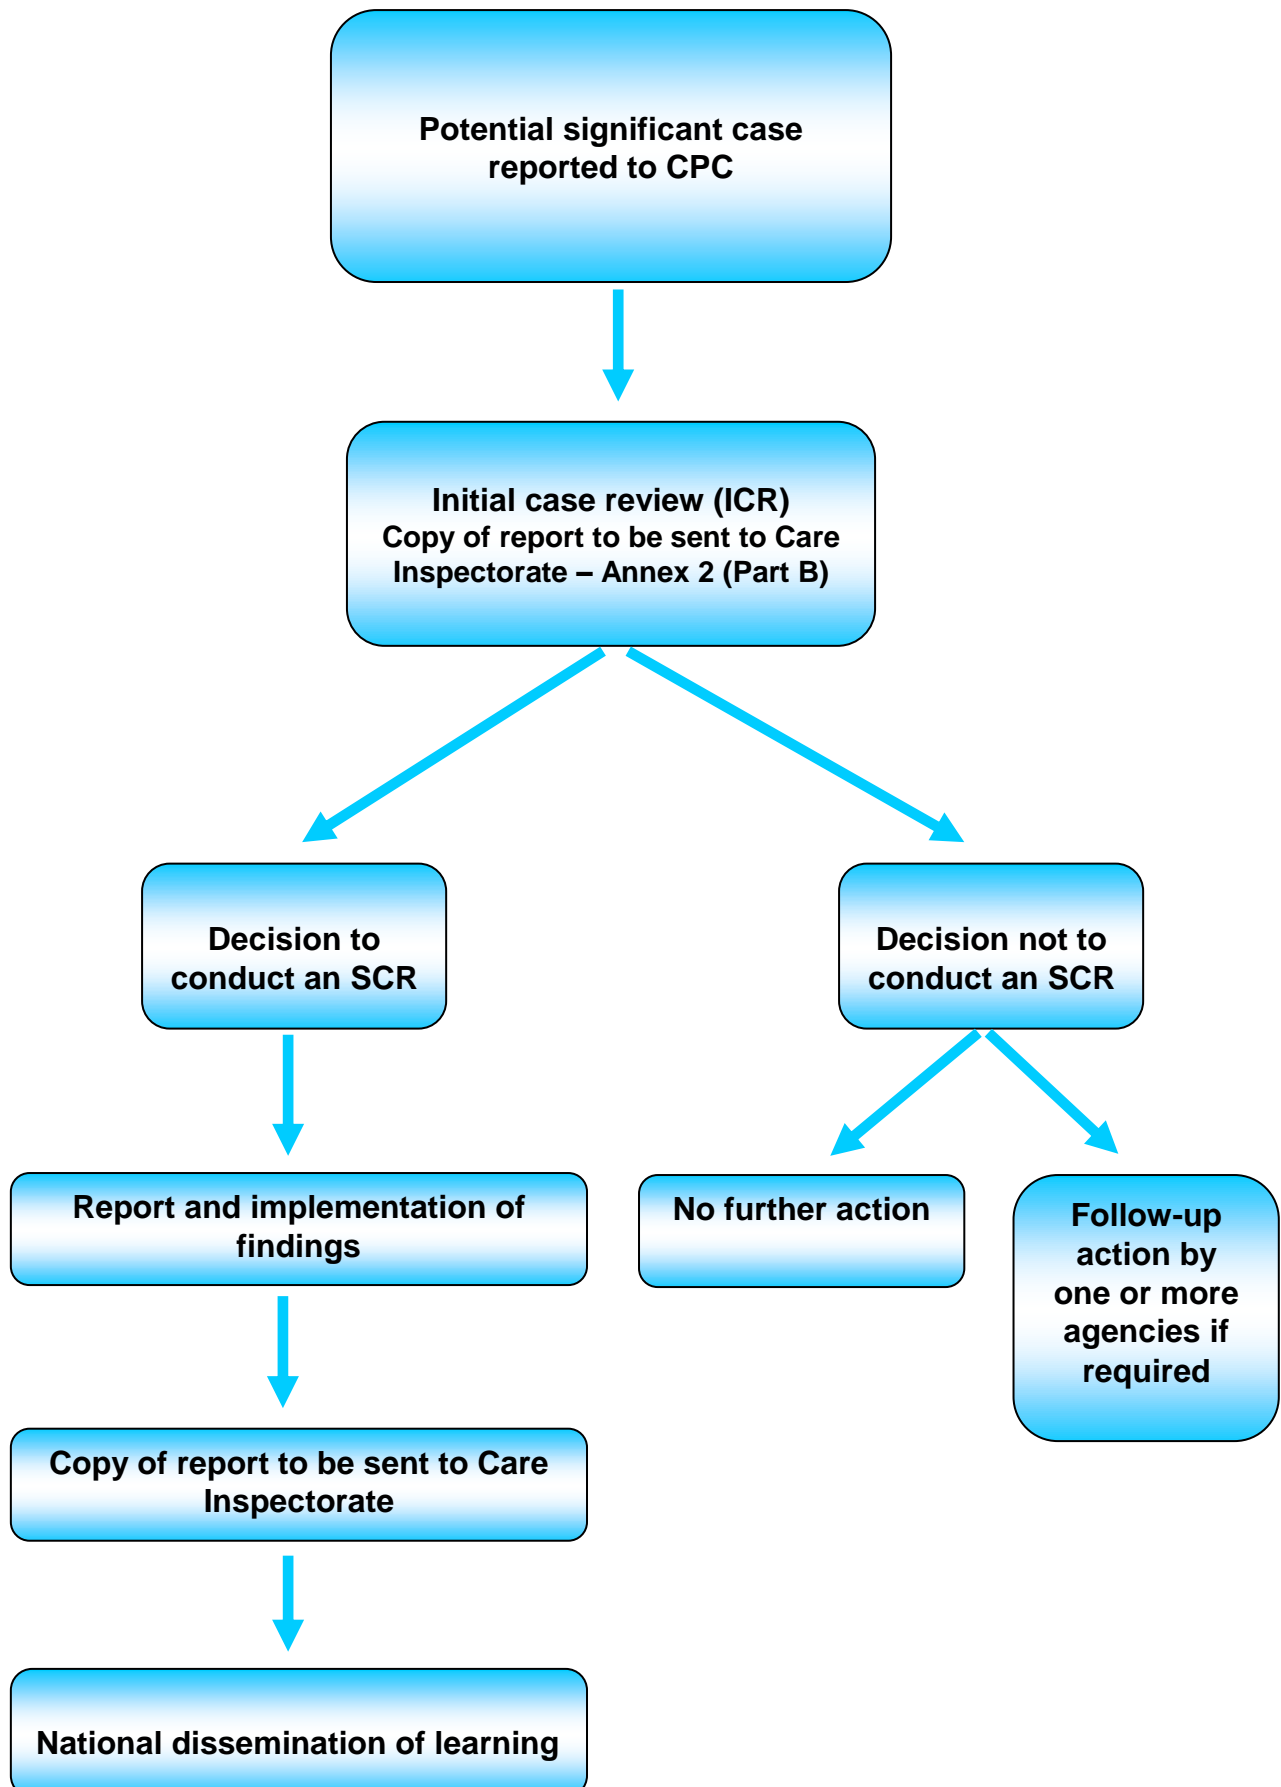 Potential significant case
reported to CPC
Initial case review (ICR)
Copy of report to be sent to Care
Inspectorate – Annex 2 (Part B)
Decision to
conduct an SCR
Decision not to
conduct an SCR
Report and implementation of
findings
No further action
Follow-up
action by
one or more
agencies if
required
Copy of report to be sent to Care
Inspectorate
National dissemination of learning